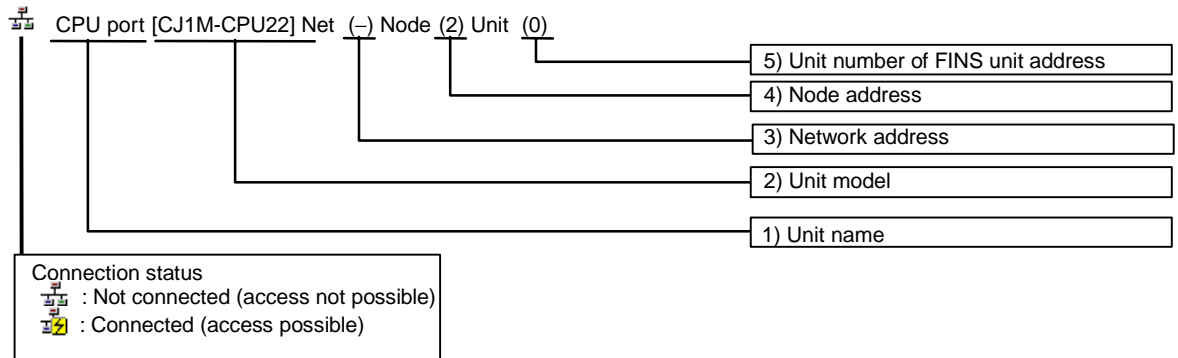 CPU port [CJ1M-CPU22] Net (–) Node (2) Unit (0)
5) Unit number of FINS unit address
4) Node address
3) Network address
2) Unit model
1) Unit name
Connection status
: Not connected (access not possible)
: Connected (access possible)